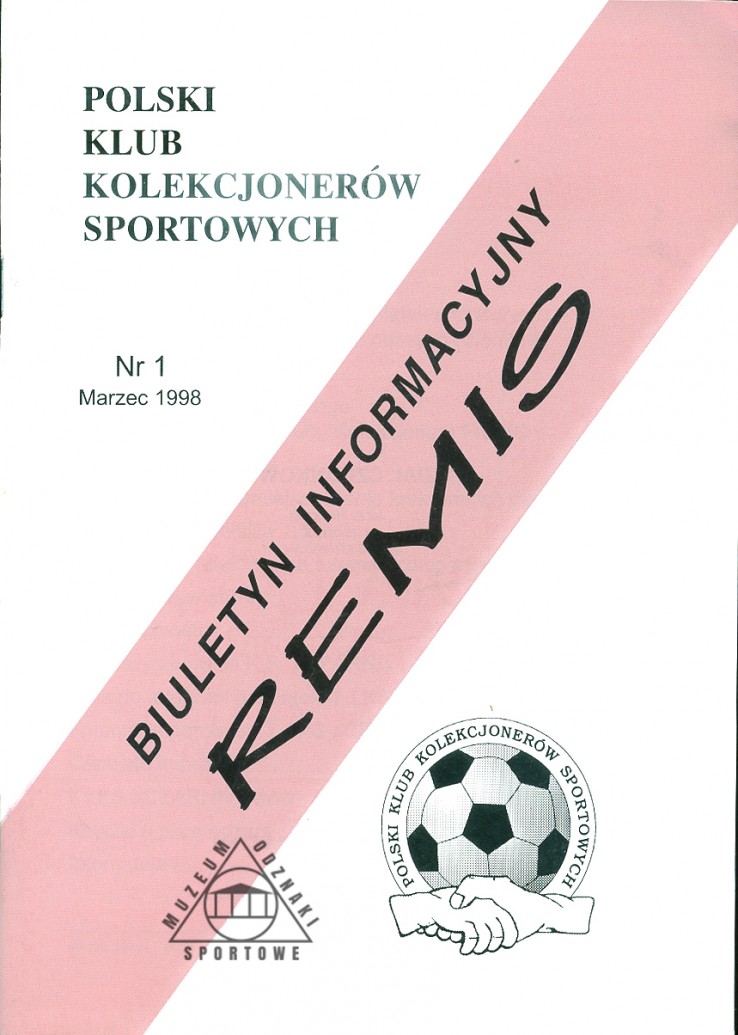 POLSKI
KLUB
KOLEKCJONERÓW
SPORTOWYCH
Nr 1
Marzec 1998
BIULETYN INFORMACYJNY
REMIS
POLSKI KLUB KOLEKCJONERÓW SPORTOWYCH
MUZEUM ODZNAKI
SPORTOWE